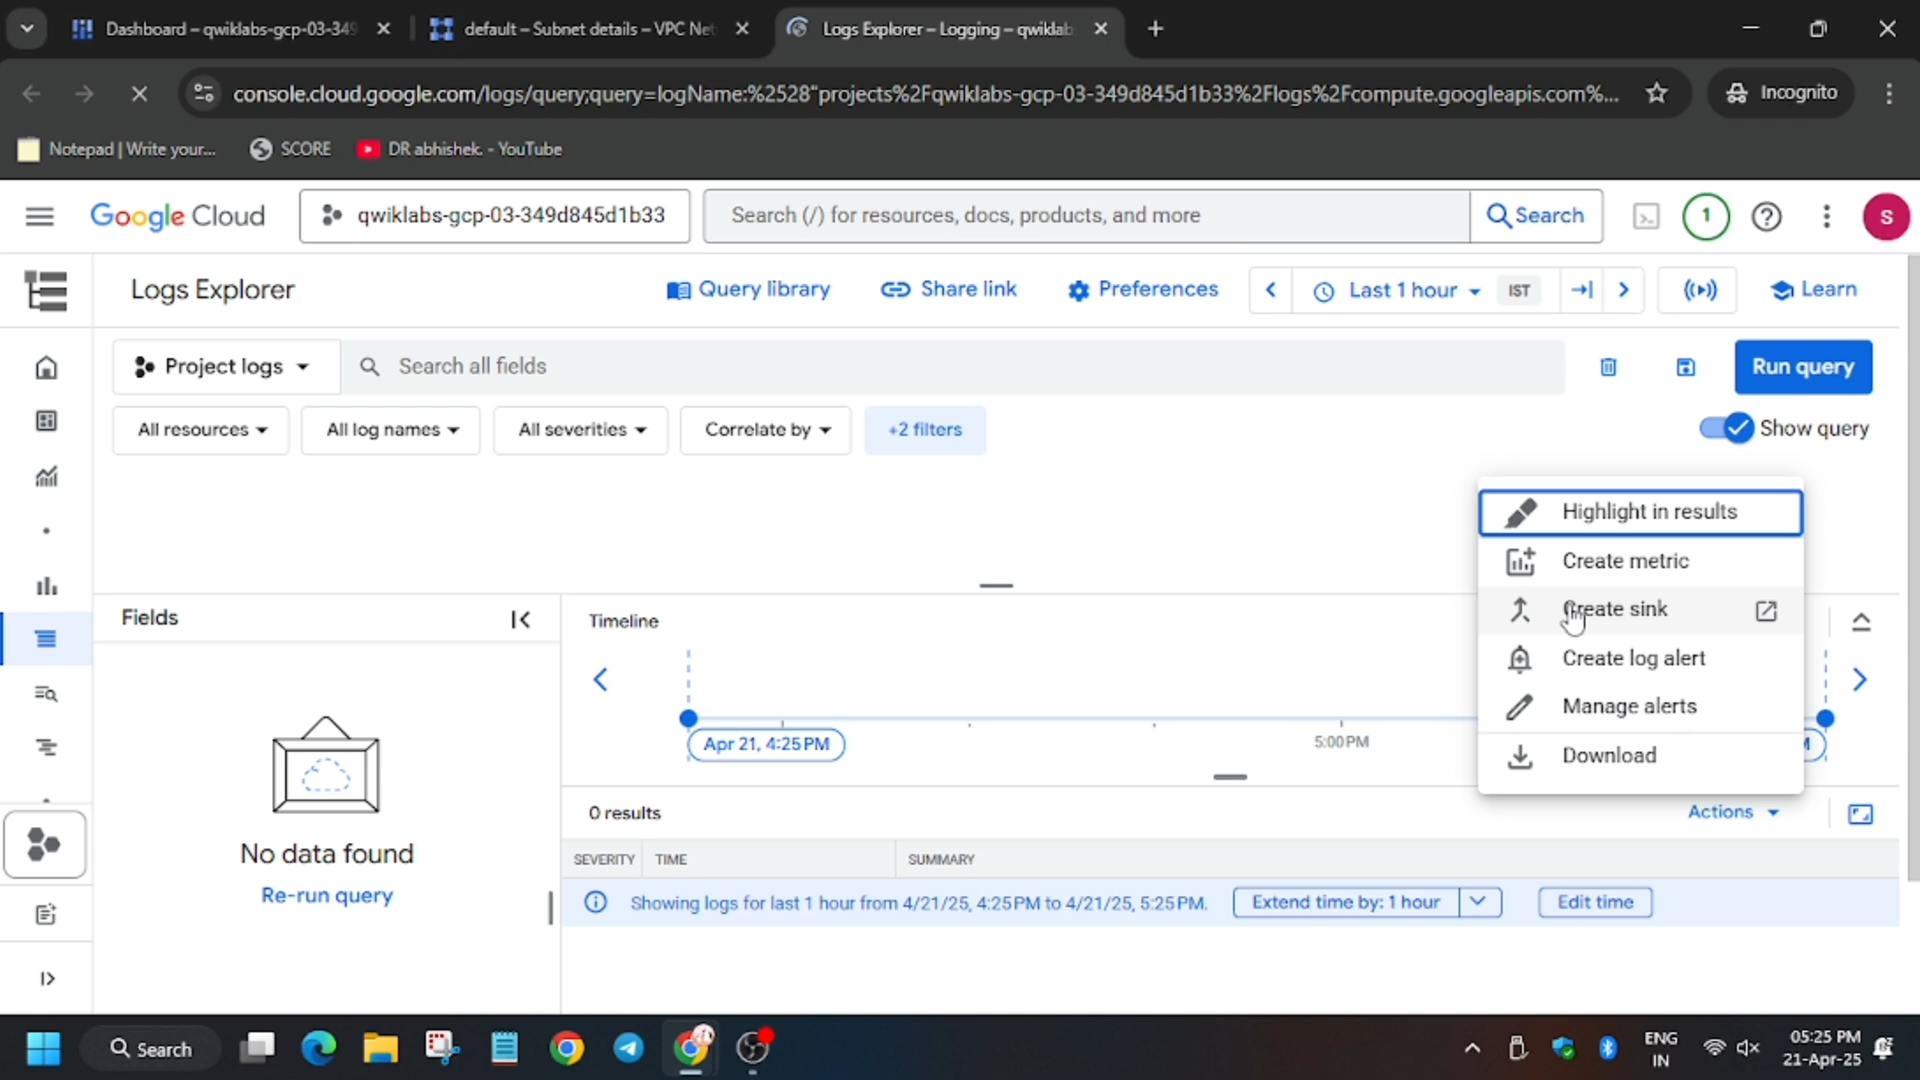 Dashboard – qwiklabs-gcp-03-349
default – Subnet details – VPC Net
Logs Explorer – Logging – qwiklab
console.cloud.google.com/logs/query;query=logName:%2528"projects%2Fqwiklabs-gcp-03-349d845d1b33%2Flogs%2Fcompute.googleapis.com%...
Incognito
Notepad | Write your...
SCORE
DR abhishek. - YouTube
Google Cloud
qwiklabs-gcp-03-349d845d1b33
Search (/) for resources, docs, products, and more
Search
1
S
Logs Explorer
Query library
Share link
Preferences
Last 1 hour
IST
Learn
Project logs
Search all fields
Run query
All resources
All log names
All severities
Correlate by
+2 filters
Show query
Highlight in results
Create metric
Create sink
Create log alert
Manage alerts
Download
Fields
Timeline
Apr 21, 4:25 PM
5:00 PM
M
No data found
Re-run query
0 results
Actions
SEVERITY
TIME
SUMMARY
Showing logs for last 1 hour from 4/21/25, 4:25 PM to 4/21/25, 5:25 PM.
Extend time by: 1 hour
Edit time
Search
ENG
IN
05:25 PM
21-Apr-25